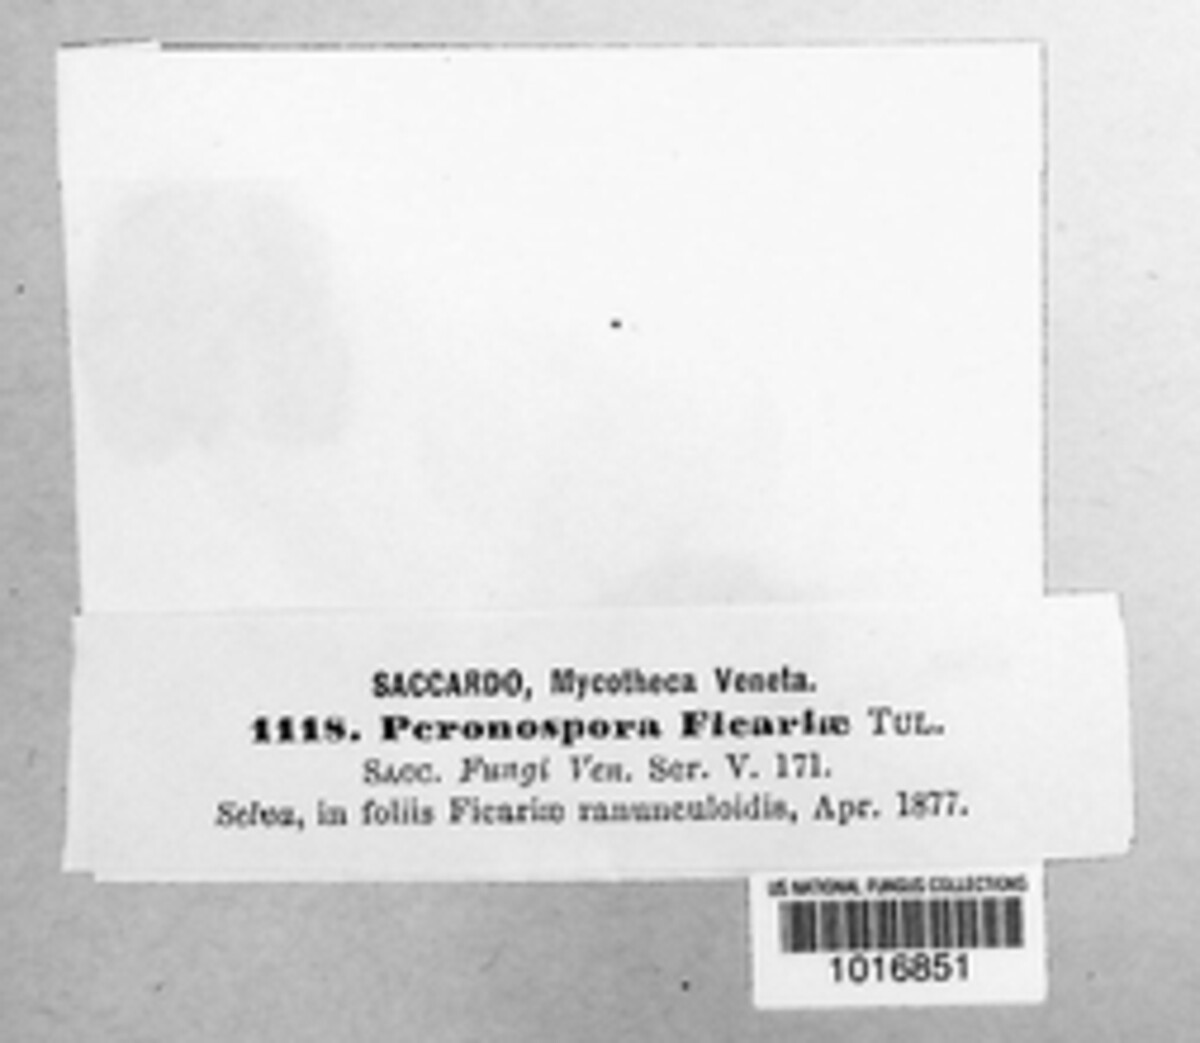 SACCARDO, Mycotheca Veneta.
1118. Peronospora Ficariæ TUL.
SACC. Fungi Ven. Ser. V. 171.
Selva, in foliis Ficariæ ranunculoidis, Apr. 1877.
US NATIONAL FUNGUS COLLECTIONS
1016851